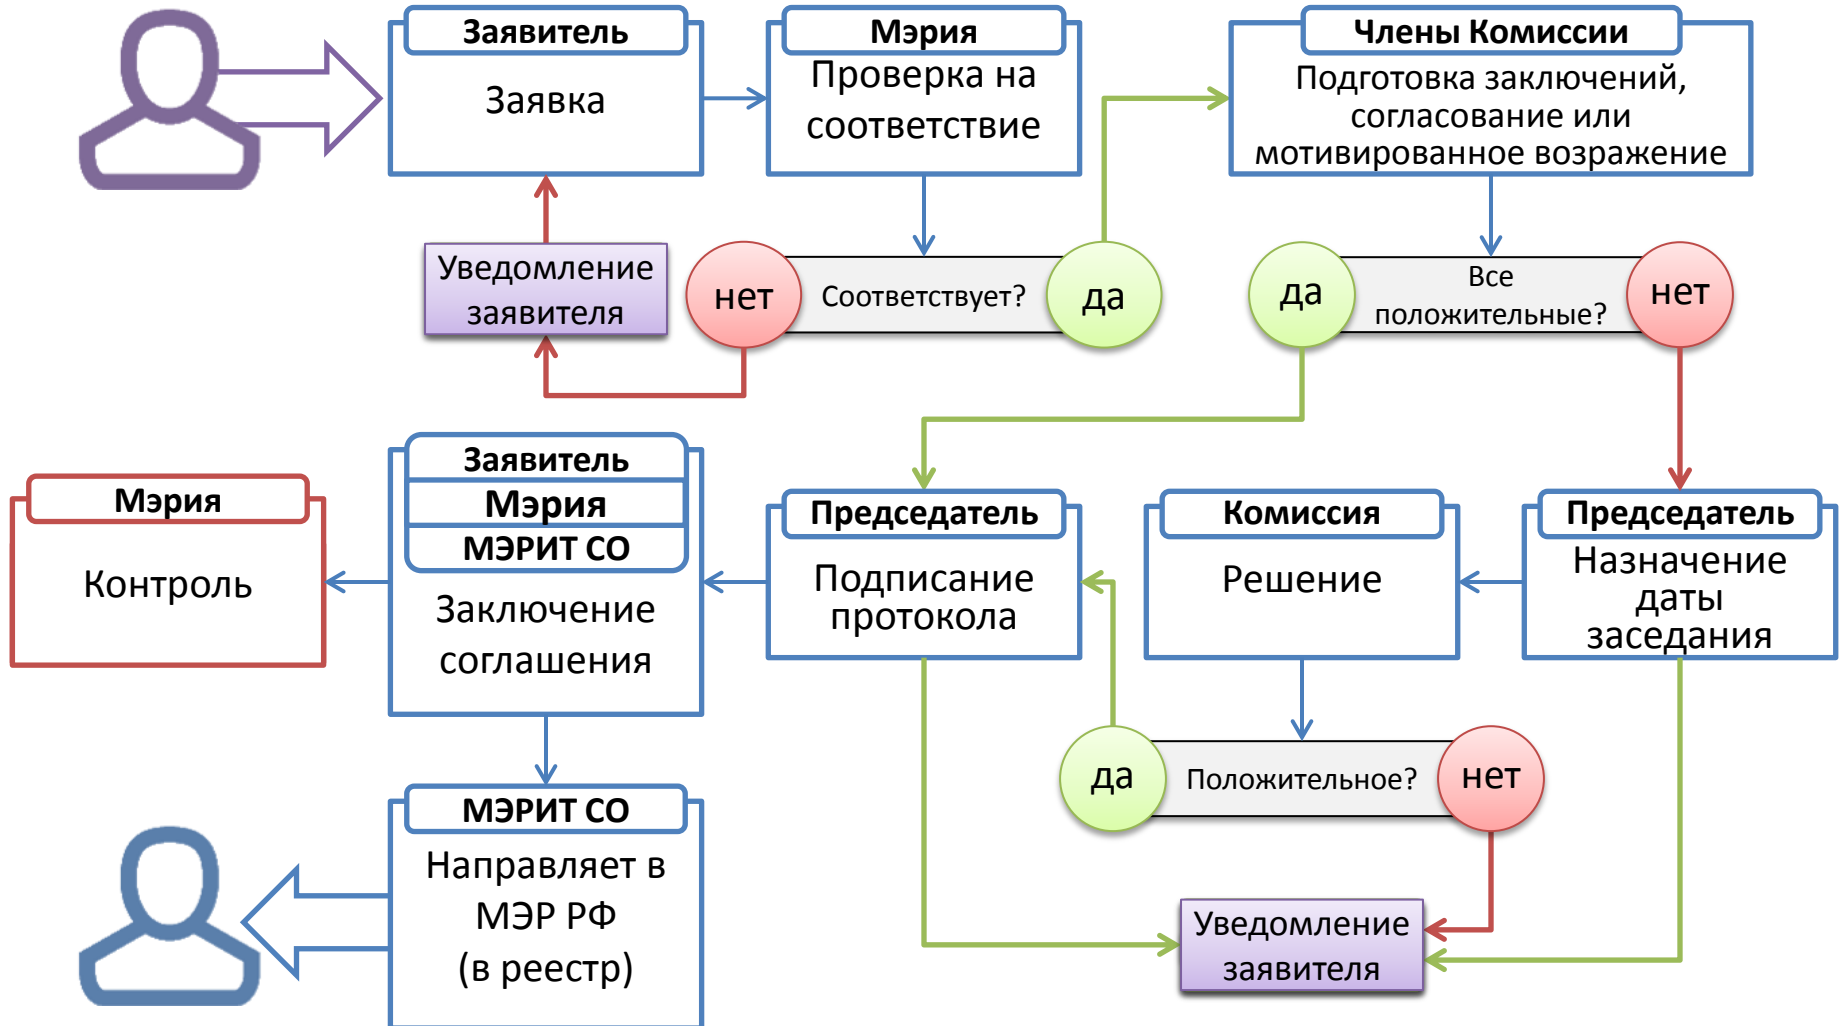 Заявитель
Заявка
Мэрия
Проверка на
соответствие
Члены Комиссии
Подготовка заключений,
согласование или
мотивированное возражение
Уведомление
заявителя
нет
Соответствует?
да
да
Все
положительные?
нет
Мэрия
Контроль
Заявитель
Мэрия
МЭРИТ СО
Заключение
соглашения
Председатель
Подписание
протокола
Комиссия
Решение
Председатель
Назначение
даты
заседания
да
Положительное?
нет
МЭРИТ СО
Направляет в
МЭР РФ
(в реестр)
Уведомление
заявителя